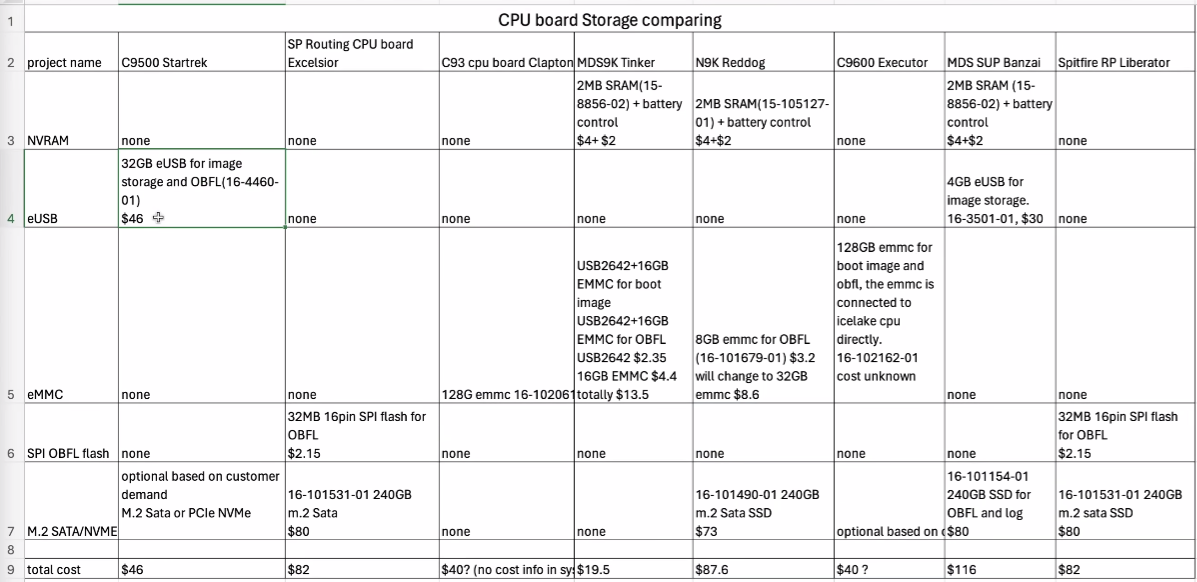 1
CPU board Storage comparing
2
project name
C9500 Startrek
SP Routing CPU board
Excelsior
C93 cpu board Clapton
MDS9K Tinker
N9K Reddog
C9600 Executor
MDS SUP Banzai
Spitfire RP Liberator
3
NVRAM
none
none
none
2MB SRAM(15-
8856-02) + battery
control
$4+ $2
2MB SRAM(15-105127-
01) + battery control
$4+$2
none
2MB SRAM (15-
8856-02) + battery
control
$4+$2
none
4
eUSB
32GB eUSB for image
storage and OBFL(16-4460-
01)
$46
none
none
none
none
none
4GB eUSB for
image storage.
16-3501-01, $30
none
5
eMMC
none
none
128G emmc 16-102061
USB2642+16GB
EMMC for boot
image
USB2642+16GB
EMMC for OBFL
USB2642 $2.35
16GB EMMC $4.4
totally $13.5
8GB emmc for OBFL
(16-101679-01) $3.2
will change to 32GB
emmc $8.6
128GB emmc for
boot image and
obfl, the emmc is
connected to
icelake cpu
directly.
16-102162-01
cost unknown
none
none
6
SPI OBFL flash
none
32MB 16pin SPI flash for
OBFL
$2.15
none
none
none
none
none
32MB 16pin SPI flash
for OBFL
$2.15
7
M.2 SATA/NVME
optional based on customer
demand
M.2 Sata or PCIe NVMe
16-101531-01 240GB
m.2 Sata
$80
none
none
16-101490-01 240GB
m.2 Sata SSD
$73
optional based on
16-101154-01
240GB SSD for
OBFL and log
$80
16-101531-01 240GB
m.2 sata SSD
$80
8
9
total cost
$46
$82
$40? (no cost info in sys
$19.5
$87.6
$40 ?
$116
$82